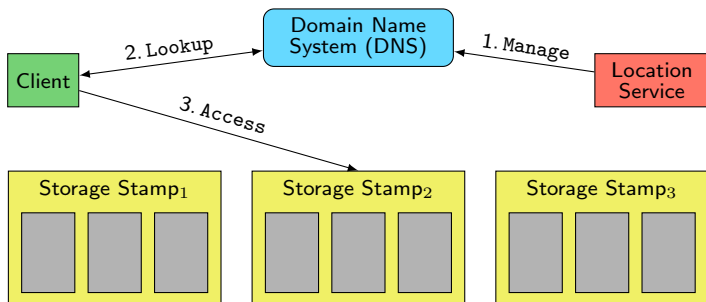 Domain Name
System (DNS)
2. Lookup
1. Manage
Client
Location
Service
3. Access
Storage Stamp₁
Storage Stamp₂
Storage Stamp₃